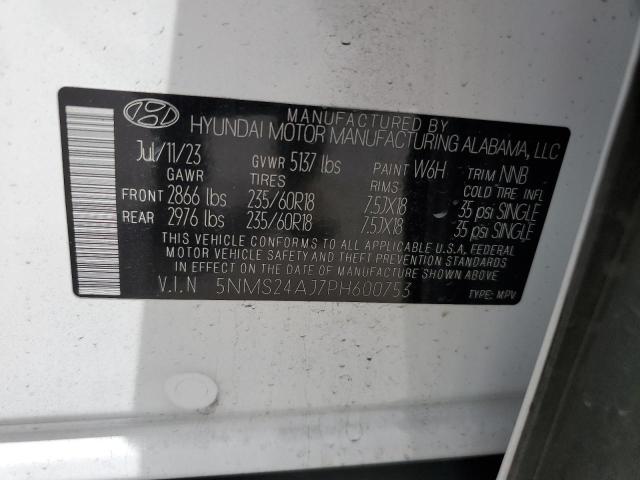 MANUFACTURED BY
HYUNDAI MOTOR MANUFACTURING ALABAMA, LLC
Jul/11/23 GVWR 5137 lbs PAINT W6H TRIM NNB
GAWR TIRES RIMS COLD TIRE INFL
FRONT 2866 lbs 235/60R18 7.5JX18 35 psi SINGLE
REAR 2976 lbs 235/60R18 7.5JX18 35 psi SINGLE
THIS VEHICLE CONFORMS TO ALL APPLICABLE U.S.A. FEDERAL
MOTOR VEHICLE SAFETY, BUMPER, AND
THEFT PREVENTION STANDARDS IN EFFECT ON
THE DATE OF MANUFACTURE SHOWN ABOVE.
V.I.N 5NMS24AJ7PH600753 TYPE: MPV